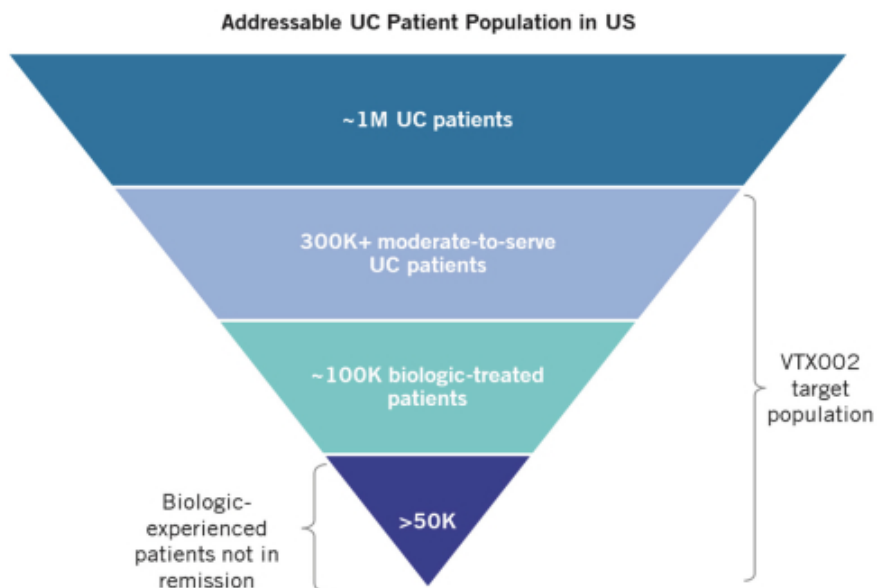 Addressable UC Patient Population in US
~1M UC patients
300K+ moderate-to-serve
UC patients
~100K biologic-treated
patients
VTX002
target
population
>50K
Biologic-
experienced
patients not in
remission